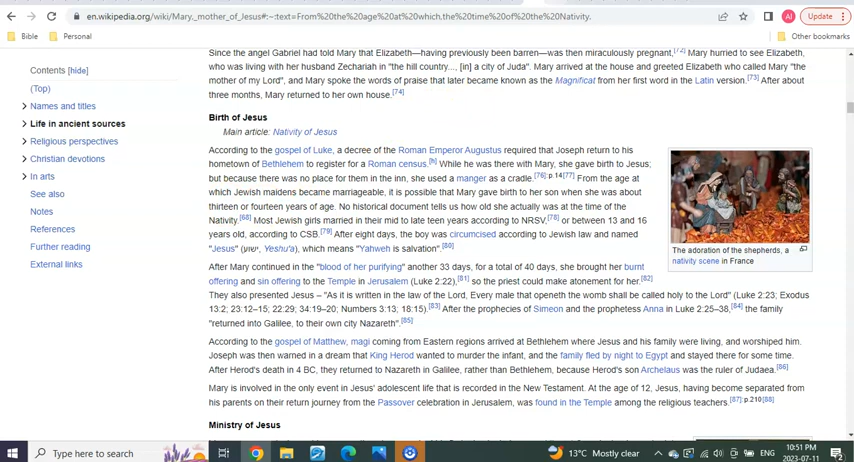 en.wikipedia.org/wiki/Mary,_mother_of_Jesus#:~:text=From%20the%20age%20at%20which,the%20time%20of%20the%20Nativity.
AI
Update
Bible
Personal
Other bookmarks
Contents [hide]
(Top)
Names and titles
Life in ancient sources
Religious perspectives
Christian devotions
In arts
See also
Notes
References
Further reading
External links
Since the angel Gabriel had told Mary that Elizabeth—having previously been barren—was then miraculously pregnant,[72] Mary hurried to see Elizabeth,
who was living with her husband Zechariah in "the hill country..., [in] a city of Juda". Mary arrived at the house and greeted Elizabeth who called Mary "the
mother of my Lord", and Mary spoke the words of praise that later became known as the Magnificat from her first word in the Latin version.[73] After about
three months, Mary returned to her own house.[74]
Birth of Jesus
Main article: Nativity of Jesus
According to the gospel of Luke, a decree of the Roman Emperor Augustus required that Joseph return to his
hometown of Bethlehem to register for a Roman census.[h] While he was there with Mary, she gave birth to Jesus;
but because there was no place for them in the inn, she used a manger as a cradle.[76]: p.14[77] From the age at
which Jewish maidens became marriageable, it is possible that Mary gave birth to her son when she was about
thirteen or fourteen years of age. No historical document tells us how old she actually was at the time of the
Nativity.[68] Most Jewish girls married in their mid to late teen years according to NRSV.[78] or between 13 and 16
years old, according to CSB.[79] After eight days, the boy was circumcised according to Jewish law and named
"Jesus" (ישוע, Yeshu'a), which means "Yahweh is salvation".[80]
The adoration of the shepherds, a
nativity scene in France
After Mary continued in the "blood of her purifying" another 33 days, for a total of 40 days, she brought her burnt
offering and sin offering to the Temple in Jerusalem (Luke 2:22),[81] so the priest could make atonement for her.[82]
They also presented Jesus – "As it is written in the law of the Lord, Every male that openeth the womb shall be called holy to the Lord" (Luke 2:23; Exodus
13:2; 23:12–15; 22:29; 34:19–20; Numbers 3:13; 18:15).[83] After the prophecies of Simeon and the prophetess Anna in Luke 2:25–38,[84] the family
"returned into Galilee, to their own city Nazareth".[85]
According to the gospel of Matthew, magi coming from Eastern regions arrived at Bethlehem where Jesus and his family were living, and worshiped him.
Joseph was then warned in a dream that King Herod wanted to murder the infant, and the family fled by night to Egypt and stayed there for some time.
After Herod's death in 4 BC, they returned to Nazareth in Galilee, rather than Bethlehem, because Herod's son Archelaus was the ruler of Judaea.[86]
Mary is involved in the only event in Jesus' adolescent life that is recorded in the New Testament. At the age of 12, Jesus, having become separated from
his parents on their return journey from the Passover celebration in Jerusalem, was found in the Temple among the religious teachers.[87]: p.210[88]
Ministry of Jesus
Type here to search
13°C Mostly clear
ENG
10:51 PM
2023-07-11
2